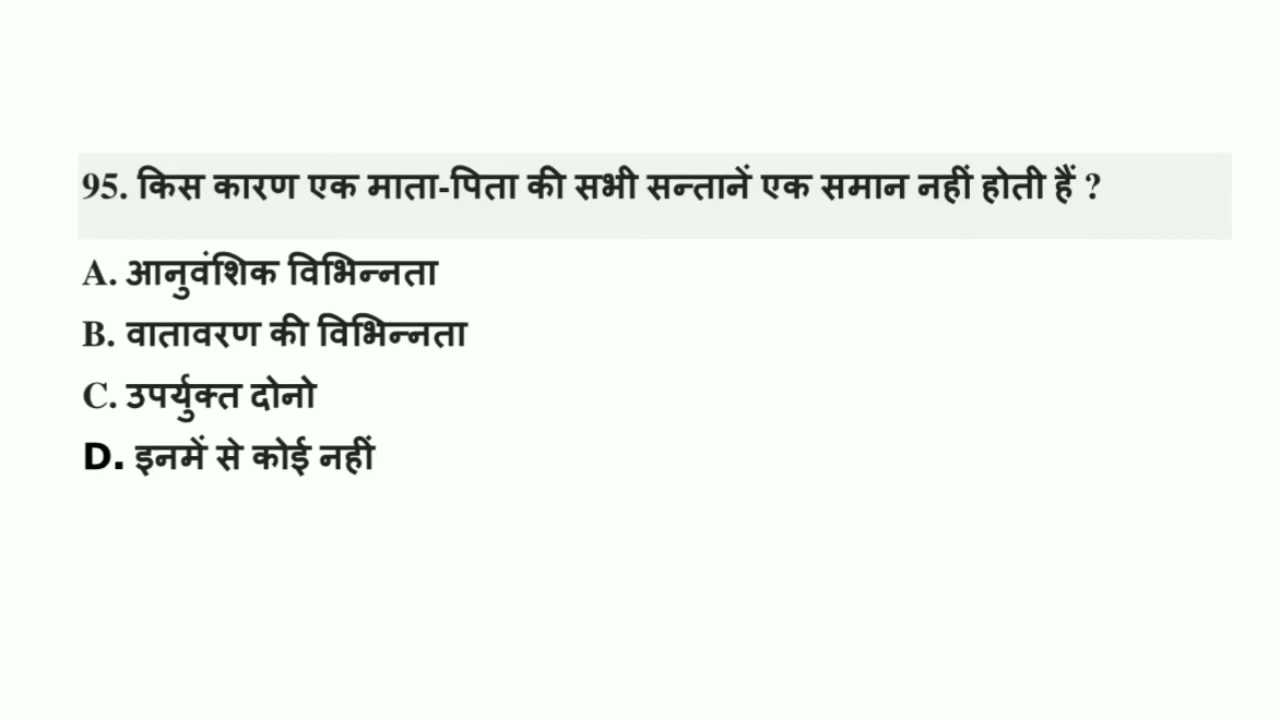 95. किस कारण एक माता-पिता की सभी सन्तानें एक समान नहीं होती हैं ?
A. आनुवंशिक विभिन्नता
B. वातावरण की विभिन्नता
C. उपर्युक्त दोनो
D. इनमें से कोई नहीं